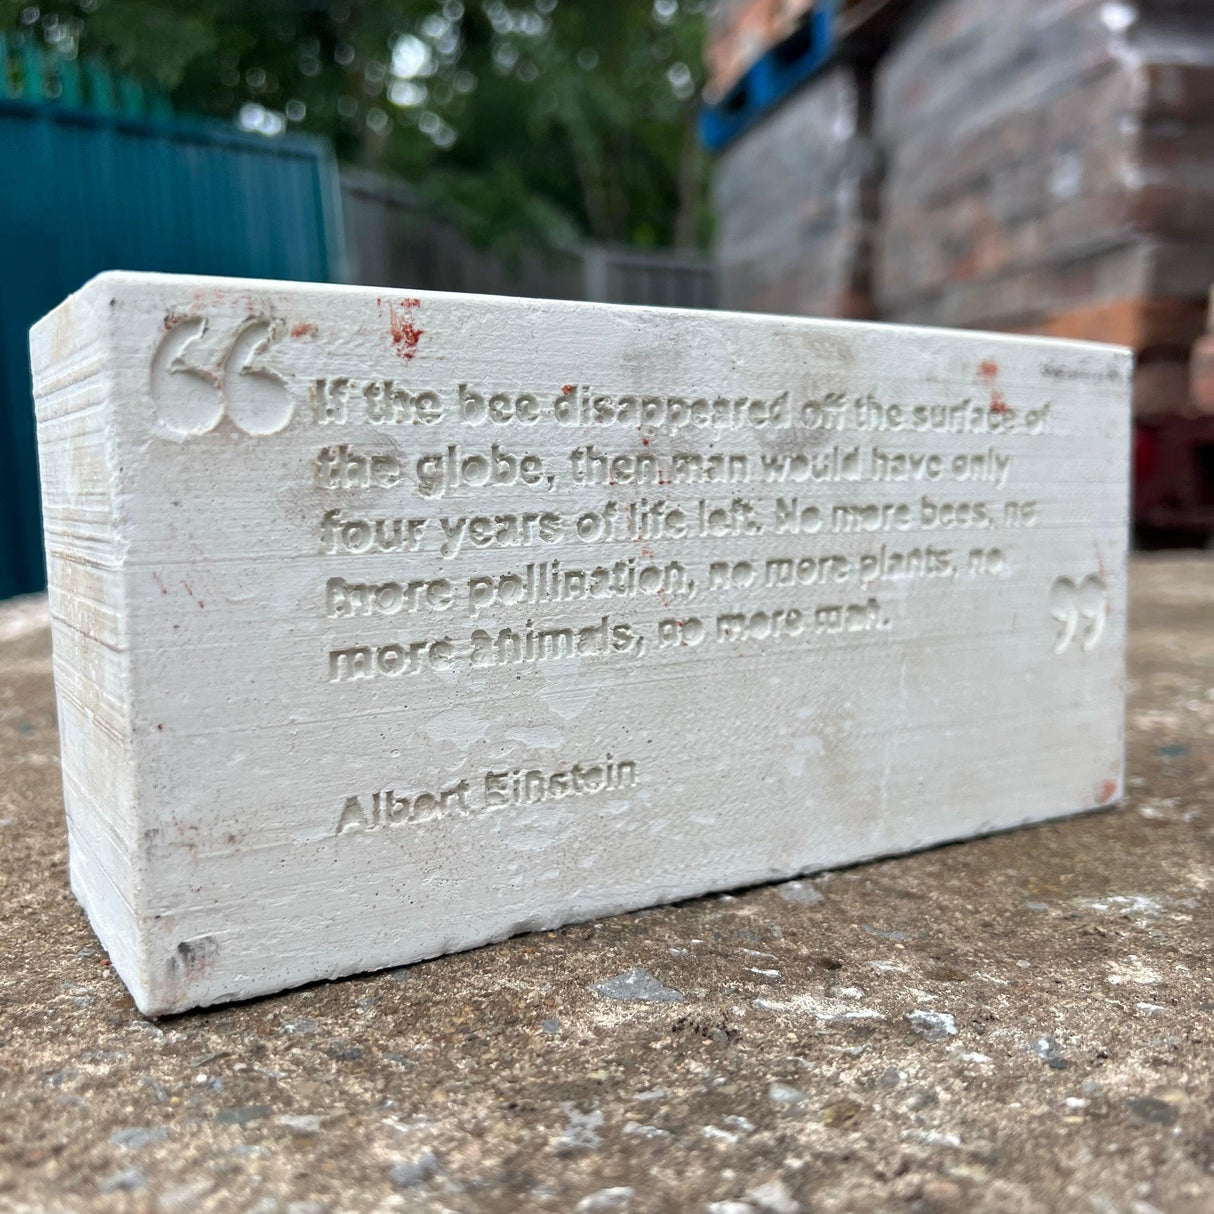 “If the bee disappeared off the surface of
the globe, then man would have only
four years of life left. No more bees, no
more pollination, no more plants, no
more animals, no more man.”
Albert Einstein